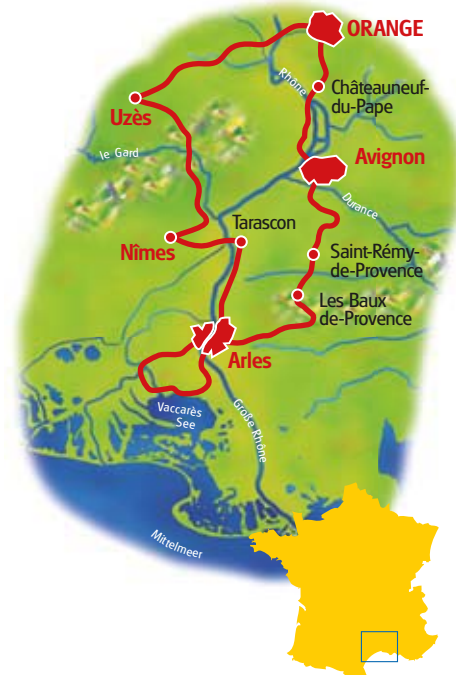 ORANGE
Rhône
Châteauneuf-
du-Pape
Uzès
le Gard
Avignon
Durance
Tarascon
Nîmes
Saint-Rémy-
de-Provence
Les Baux
de-Provence
Arles
Vaccarès
See
Große Rhône
Mittelmeer